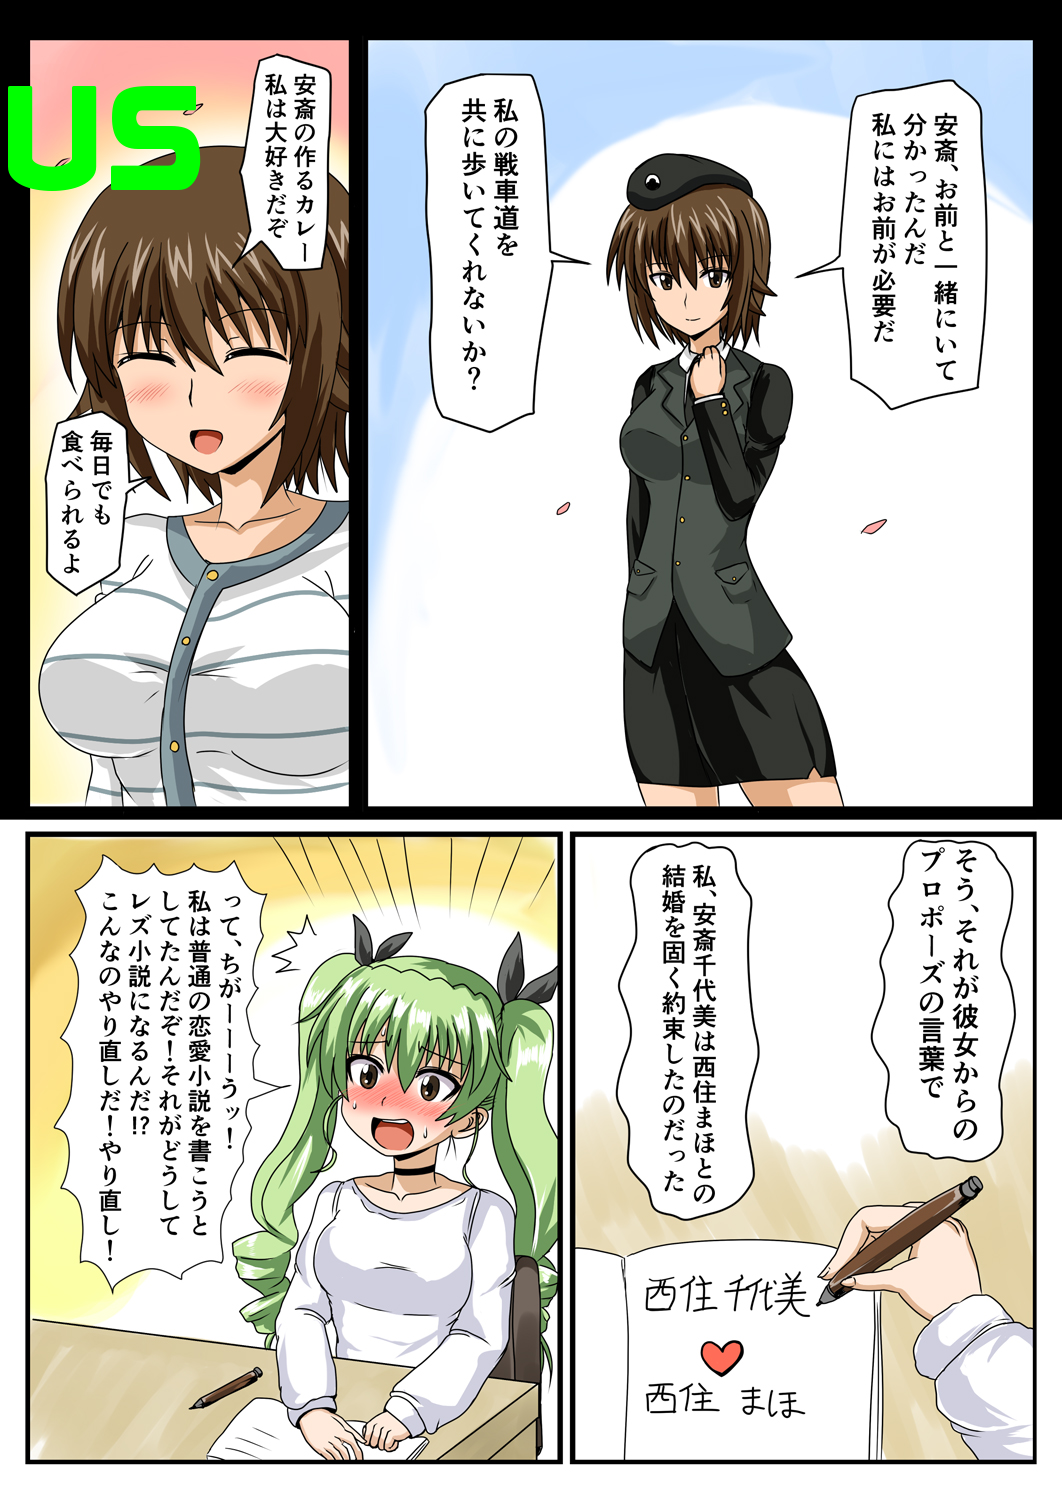 安斎、お前と一緒にいて
分かったんだ
私にはお前が必要だ
私の戦車道を
共に歩いてくれないか？
US
安斎の作るカレー
私は大好きだぞ
毎日でも
食べられるよ
そう、それが彼女からの
プロポーズの言葉で
私、安斎千代美は西住まほとの
結婚を固く約束したのだった
西住 千代美
西住 まほ
って、ちがーーーうッ！
私は普通の恋愛小説を書こうと
してたんだぞ！それがどうして
レズ小説になるんだ!?
こんなのやり直しだ！やり直し！